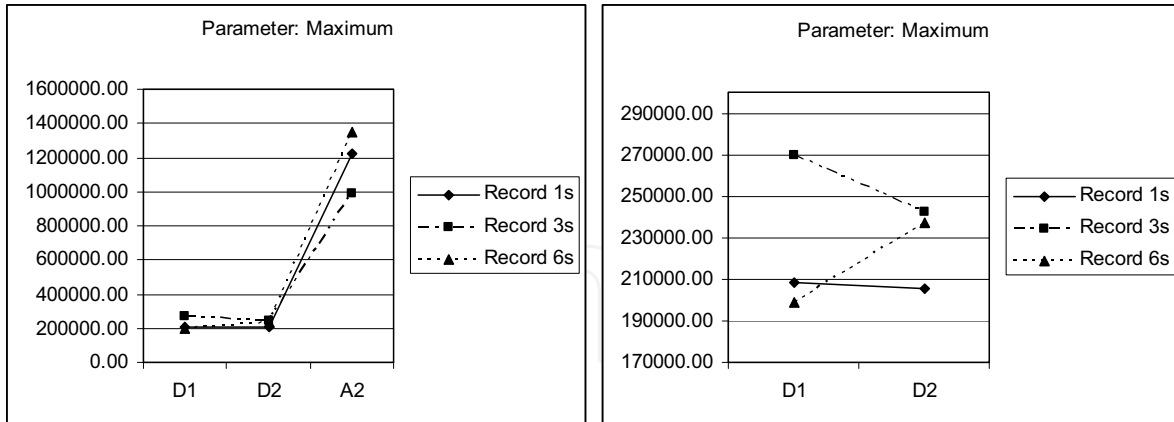 Parameter: Maximum
1600000.00
1400000.00
1200000.00
1000000.00
800000.00
600000.00
400000.00
200000.00
0.00
D1 D2 A2
Record 1s
Record 3s
Record 6s
Parameter: Maximum
290000.00
270000.00
250000.00
230000.00
210000.00
190000.00
170000.00
D1 D2
Record 1s
Record 3s
Record 6s